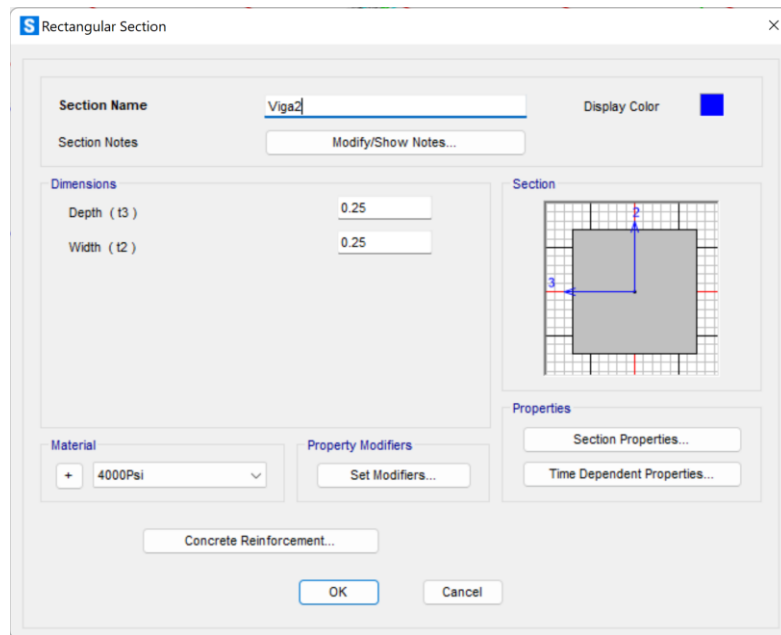 S Rectangular Section
Section Name Viga2 Display Color
Section Notes Modify/Show Notes...
Dimensions
Depth ( t3 ) 0.25
Width ( t2 ) 0.25
Section
2
3
Properties
Section Properties...
Time Dependent Properties...
Material
+ 4000Psi
Property Modifiers
Set Modifiers...
Concrete Reinforcement...
OK Cancel